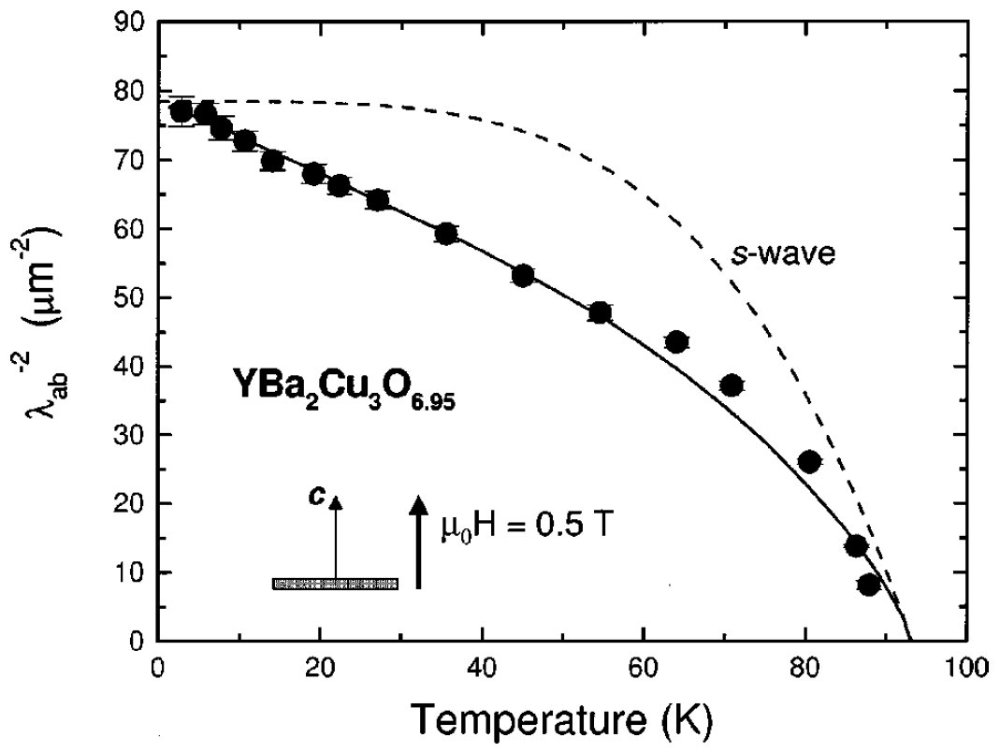 90
80
70
60
50
40
30
20
10
0
λab-2 (μm-2)
s-wave
YBa2Cu3O6.95
c
μ0H = 0.5 T
0 20 40 60 80 100
Temperature (K)